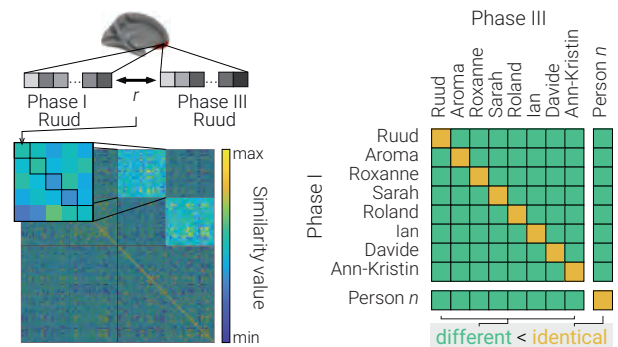 Phase I
Ruud
r
Phase III
Ruud
max
Similarity value
min
Phase III
Ruud
Aroma
Roxanne
Sarah
Roland
Ian
Davide
Ann-Kristin
Person n
Phase I
Ruud
Aroma
Roxanne
Sarah
Roland
Ian
Davide
Ann-Kristin
Person n
different < identical